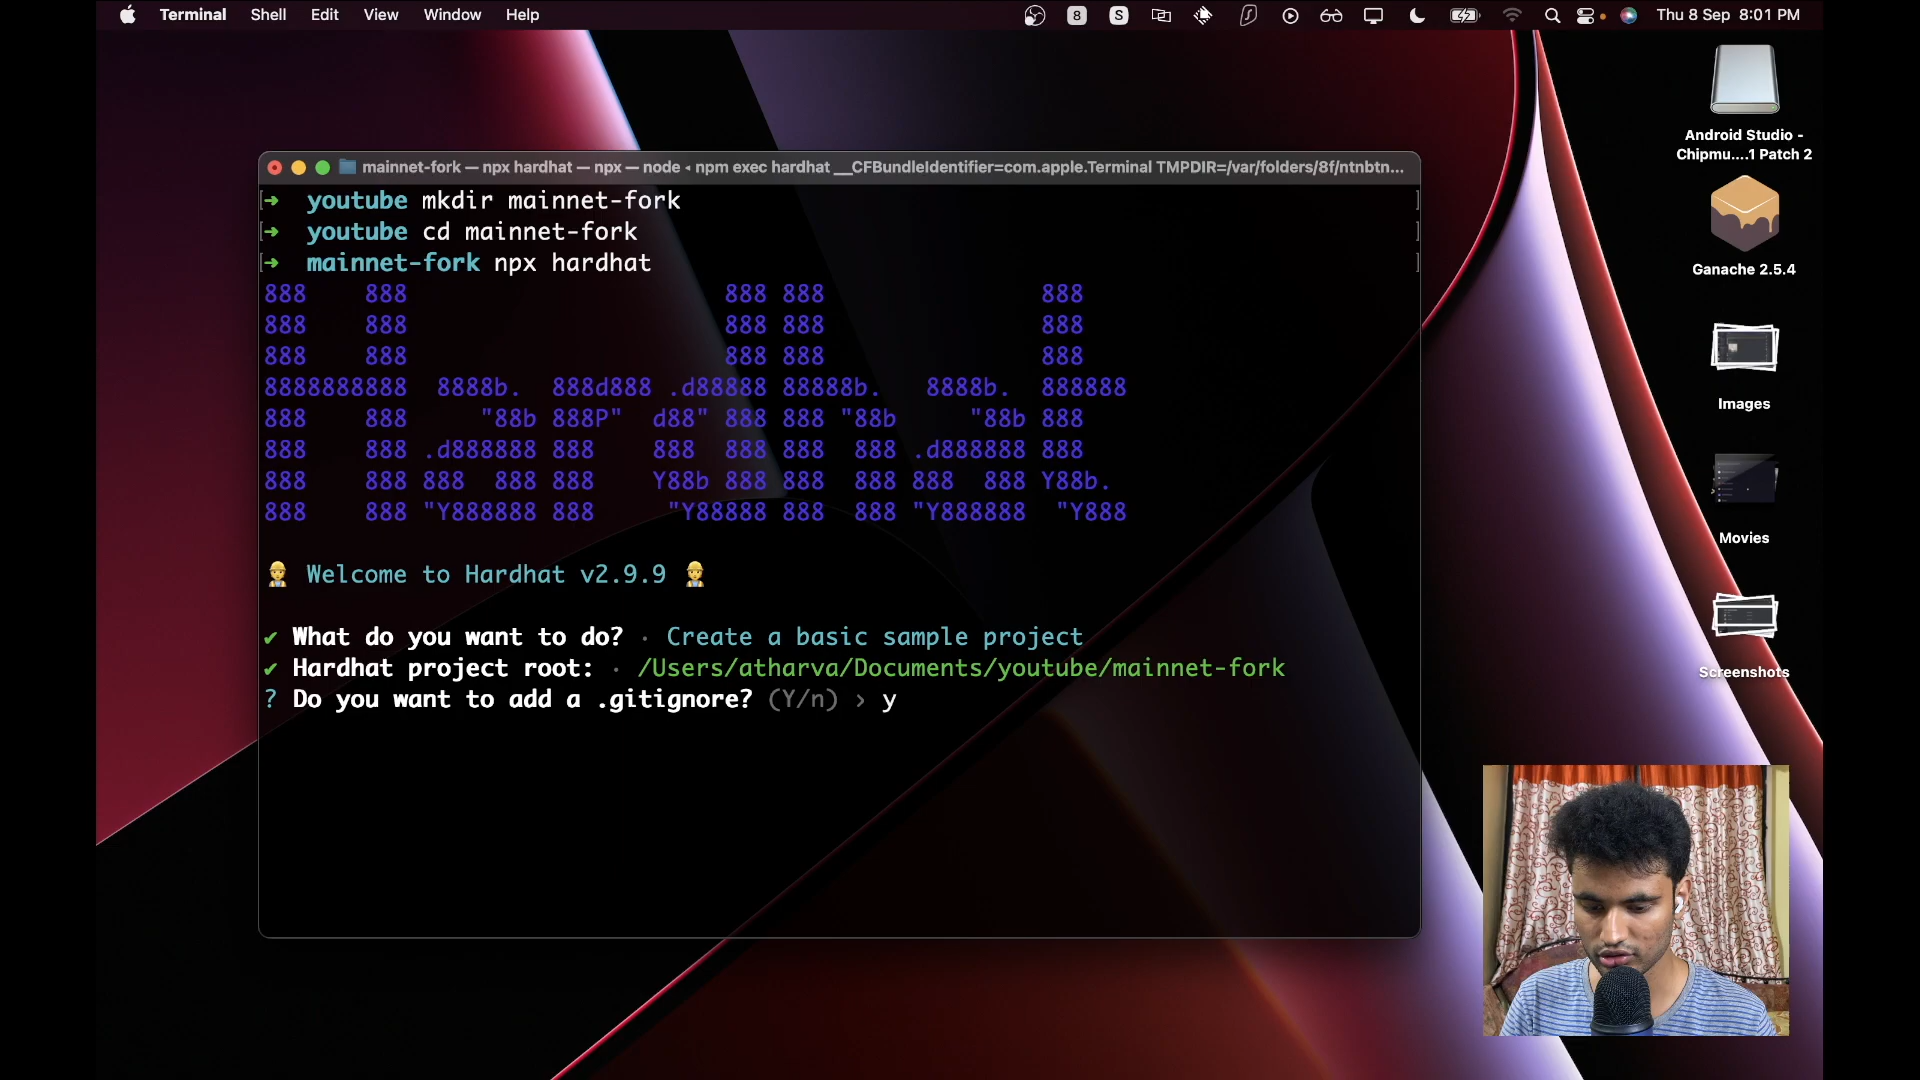 Terminal Shell Edit View Window Help 8 S Thu 8 Sep 8:01 PM
Android Studio -
Chipmu....1 Patch 2
Ganache 2.5.4
Images
Movies
Screenshots
mainnet-fork — npx hardhat — npx — node ◂ npm exec hardhat __CFBundleIdentifier=com.apple.Terminal TMPDIR=/var/folders/8f/ntnbtn...
[➜  youtube mkdir mainnet-fork ]
[➜  youtube cd mainnet-fork ]
[➜  mainnet-fork npx hardhat ]
888    888                      888 888               888
888    888                      888 888               888
888    888                      888 888               888
8888888888  8888b.  888d888 .d88888 88888b.   8888b.  888888
888    888     "88b 888P"  d88" 888 888 "88b     "88b 888
888    888 .d888888 888    888  888 888  888 .d888888 888
888    888 888  888 888    Y88b 888 888  888 888  888 Y88b.
888    888 "Y888888 888     "Y88888 888  888 "Y888888  "Y888
👷 Welcome to Hardhat v2.9.9 👷
✔ What do you want to do? · Create a basic sample project
✔ Hardhat project root: · /Users/atharva/Documents/youtube/mainnet-fork
? Do you want to add a .gitignore? (Y/n) › y